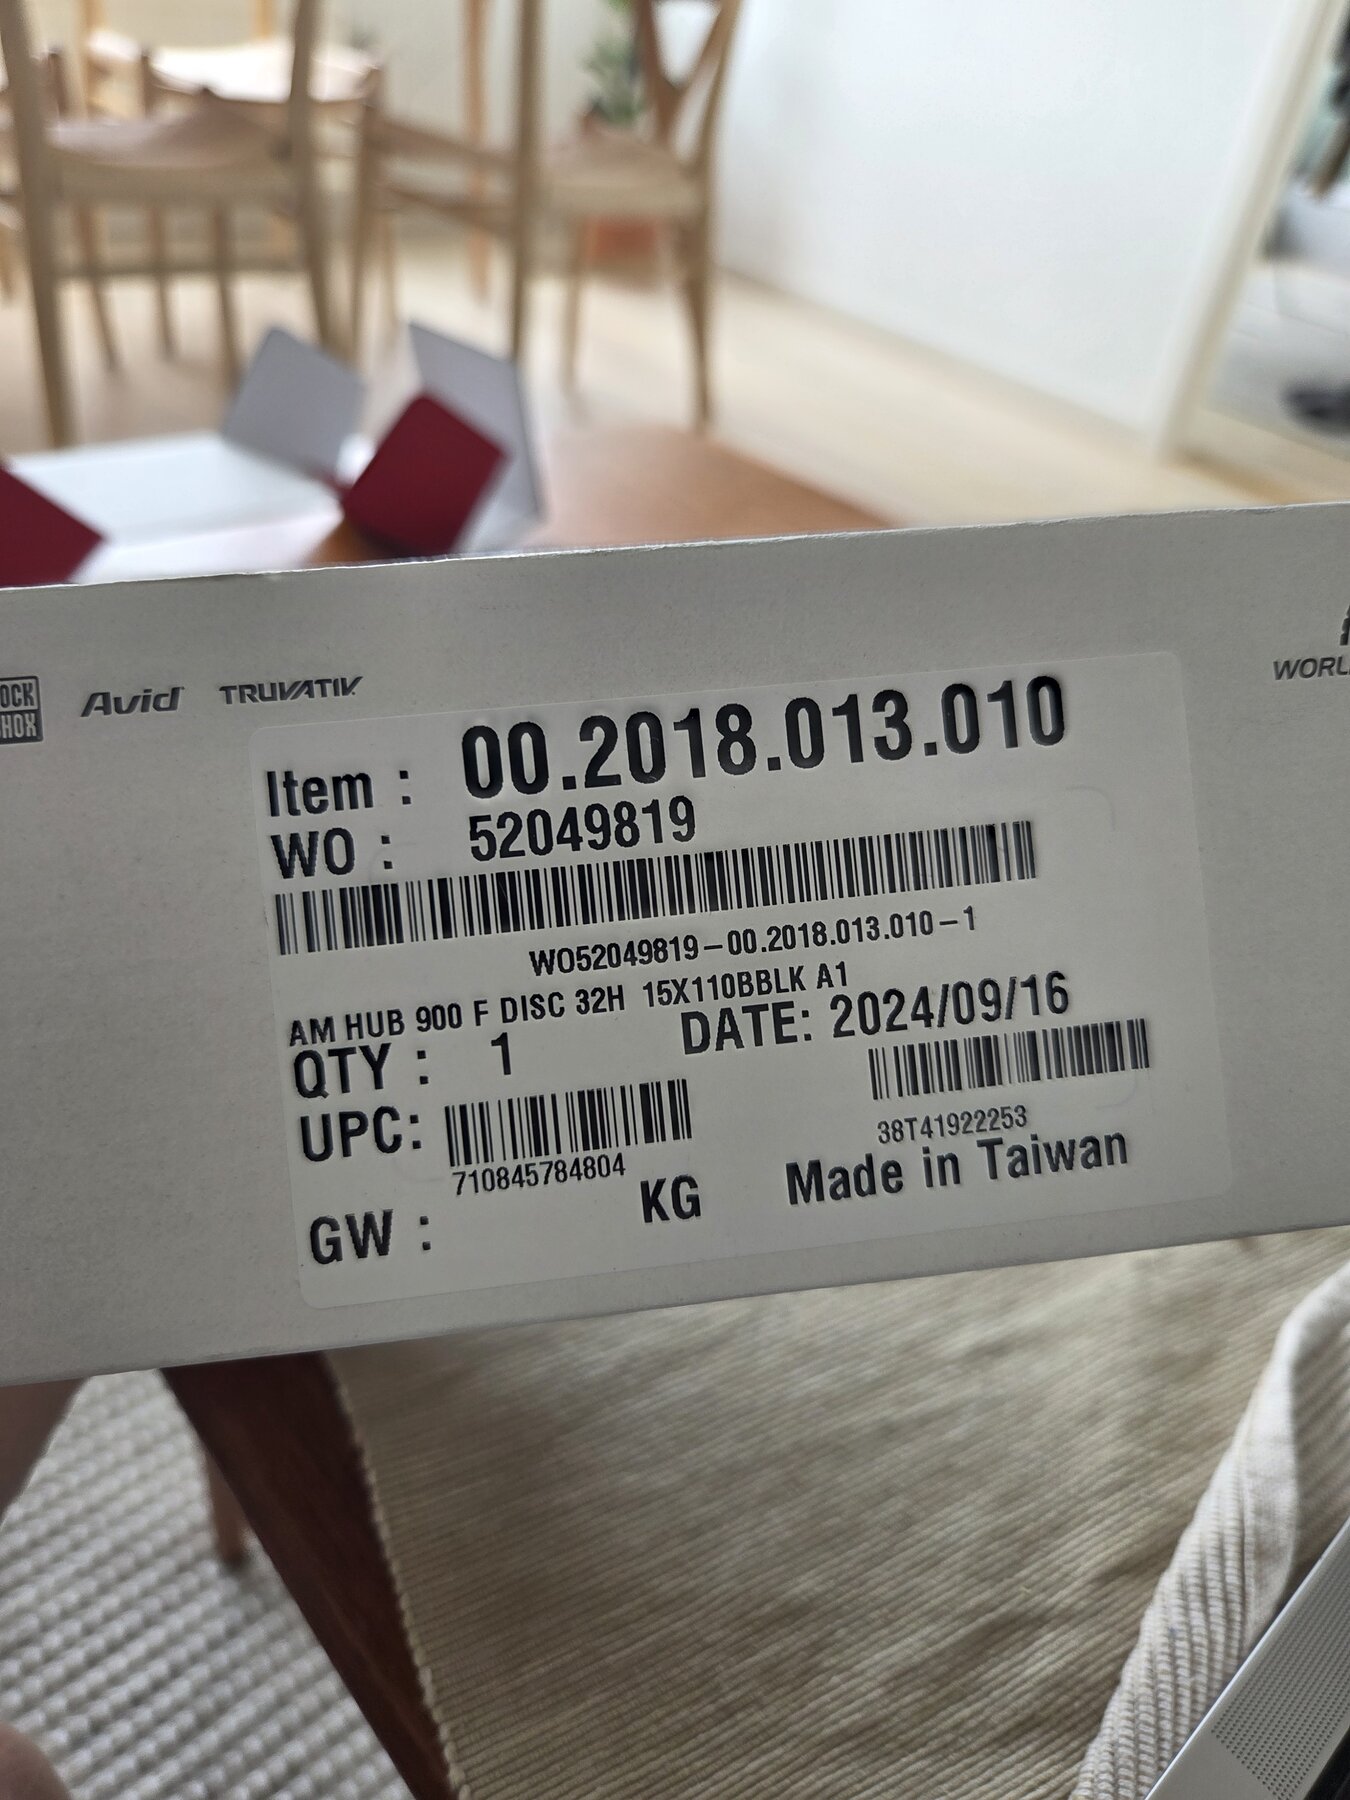 Avid TRUVATIV
Item : 00.2018.013.010
WO : 52049819
WO52049819-00.2018.013.010-1
AM HUB 900 F DISC 32H 15X110BBLK A1
QTY : 1 DATE: 2024/09/16
UPC: 710845784804
38T41922253
GW : KG Made in Taiwan